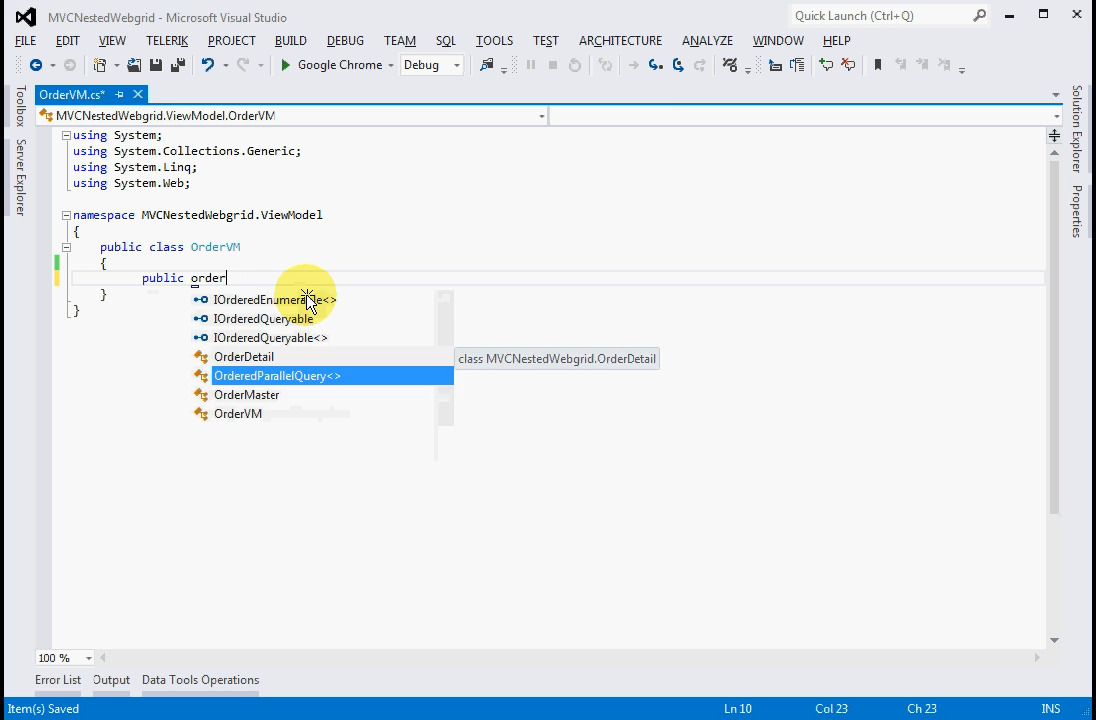 MVCNestedWebgrid - Microsoft Visual Studio
Quick Launch (Ctrl+Q)
FILE EDIT VIEW TELERIK PROJECT BUILD DEBUG TEAM SQL TOOLS TEST ARCHITECTURE ANALYZE WINDOW HELP
Google Chrome Debug
OrderVM.cs*
MVCNestedWebgrid.ViewModel.OrderVM
Toolbox
Server Explorer
Solution Explorer
Properties
using System;
using System.Collections.Generic;
using System.Linq;
using System.Web;
namespace MVCNestedWebgrid.ViewModel
{
public class OrderVM
{
public order
}
}
IOrderedEnumerable<>
IOrderedQueryable
IOrderedQueryable<>
OrderDetail
class MVCNestedWebgrid.OrderDetail
OrderedParallelQuery<>
OrderMaster
OrderVM
100 %
Error List Output Data Tools Operations
Item(s) Saved Ln 10 Col 23 Ch 23 INS